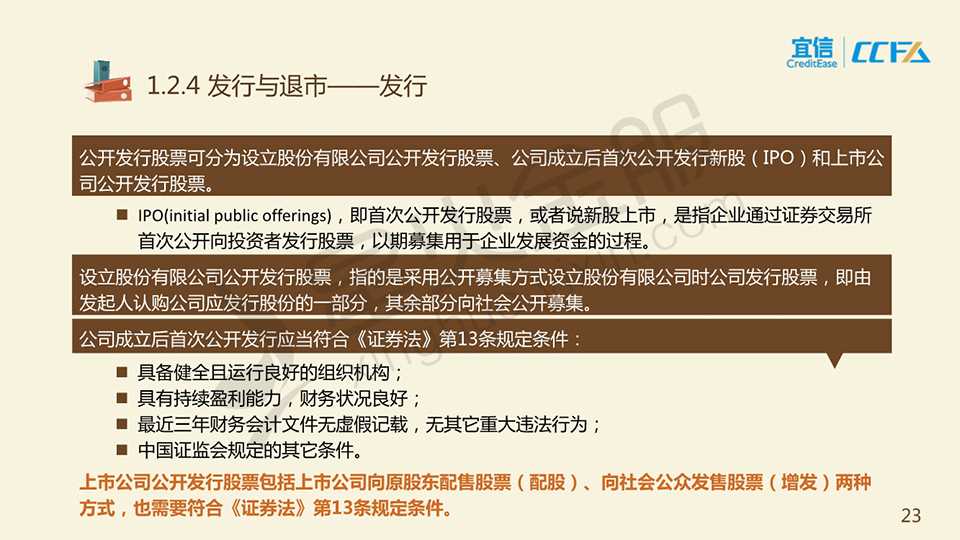 宜信
CreditEase
CCFA
1.2.4 发行与退市——发行
公开发行股票可分为设立股份有限公司公开发行股票、公司成立后首次公开发行新股（IPO）和上市公
司公开发行股票。
■ IPO(initial public offerings)，即首次公开发行股票，或者说新股上市，是指企业通过证券交易所
首次公开向投资者发行股票，以期募集用于企业发展资金的过程。
设立股份有限公司公开发行股票，指的是采用公开募集方式设立股份有限公司时公司发行股票，即由
发起人认购公司应发行股份的一部分，其余部分向社会公开募集。
公司成立后首次公开发行应当符合《证券法》第13条规定条件：
■ 具备健全且运行良好的组织机构；
■ 具有持续盈利能力，财务状况良好；
■ 最近三年财务会计文件无虚假记载，无其它重大违法行为；
■ 中国证监会规定的其它条件。
上市公司公开发行股票包括上市公司向原股东配售股票（配股）、向社会公众发售股票（增发）两种
方式，也需要符合《证券法》第13条规定条件。
23